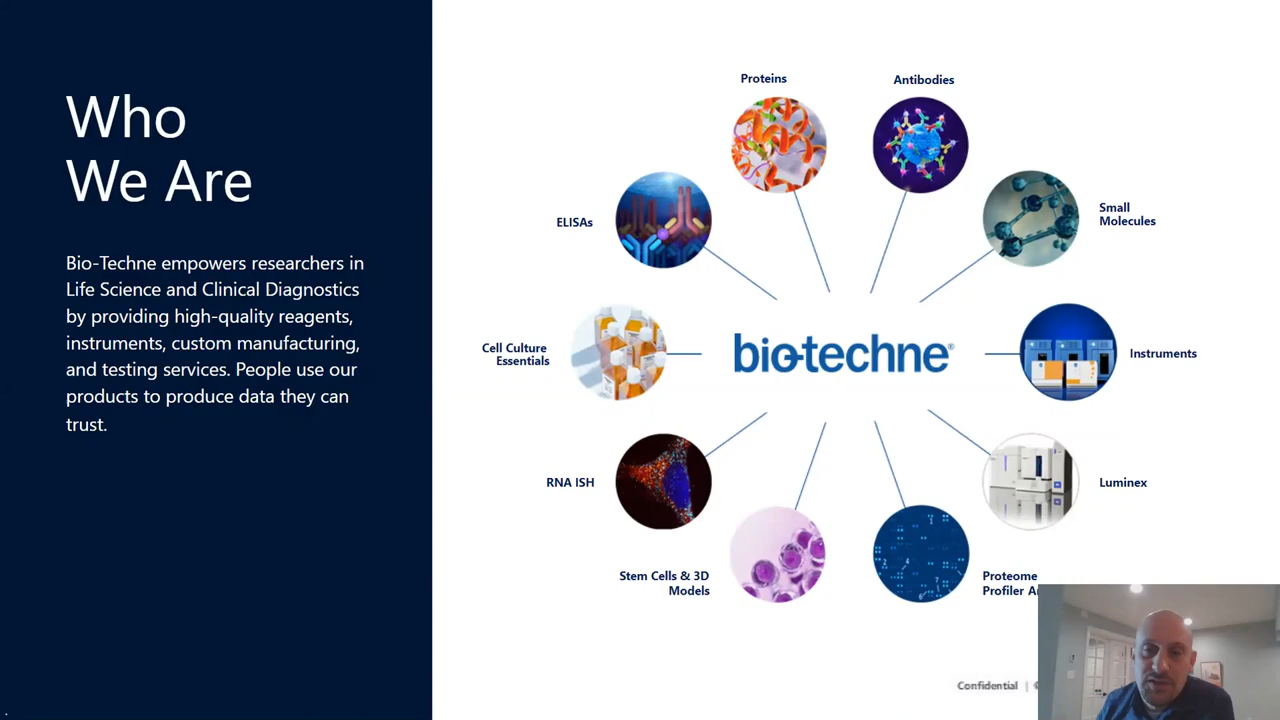 Who
We Are
Bio-Techne empowers researchers in
Life Science and Clinical Diagnostics
by providing high-quality reagents,
instruments, custom manufacturing,
and testing services. People use our
products to produce data they can
trust.
Proteins
Antibodies
ELISAs
Small
Molecules
Cell Culture
Essentials
bio-techne®
Instruments
RNA ISH
Luminex
Stem Cells & 3D
Models
Proteome
Profiler
Confidential |